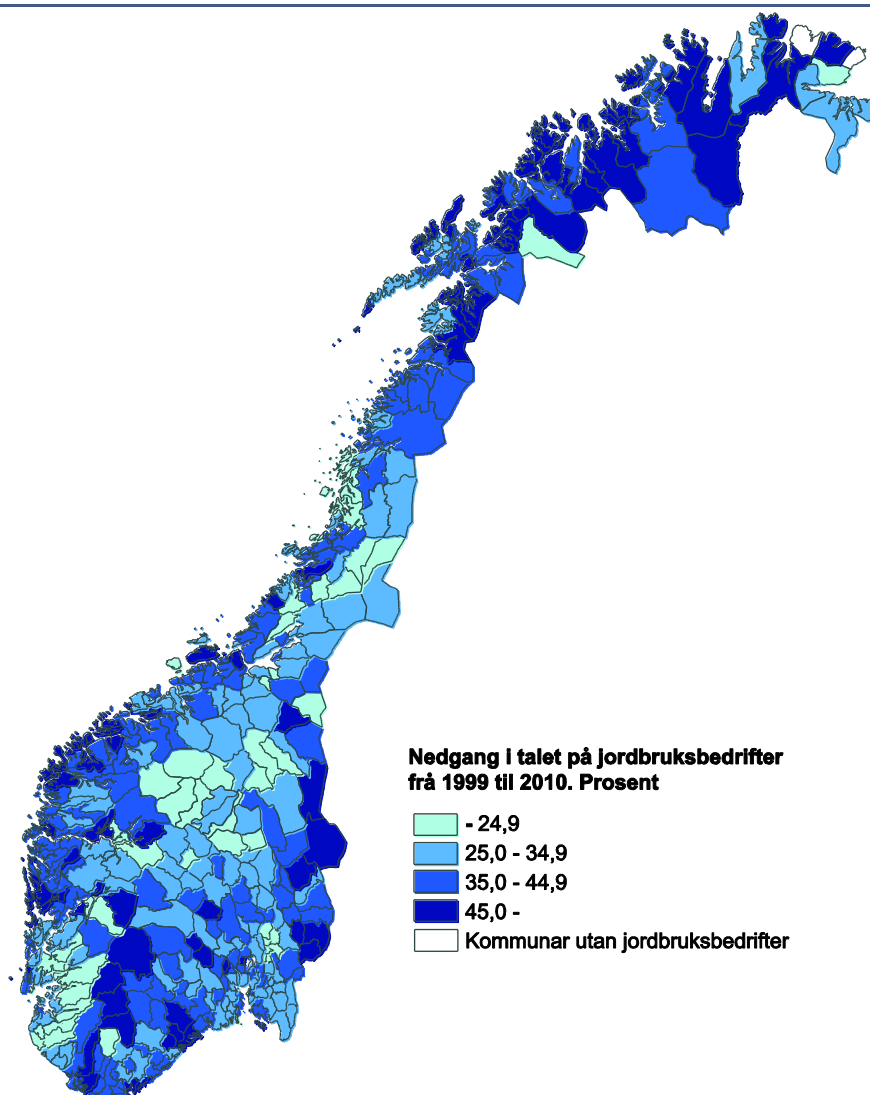 Nedgang i talet på jordbruksbedrifter
frå 1999 til 2010. Prosent
- 24,9
25,0 - 34,9
35,0 - 44,9
45,0 -
Kommunar utan jordbruksbedrifter